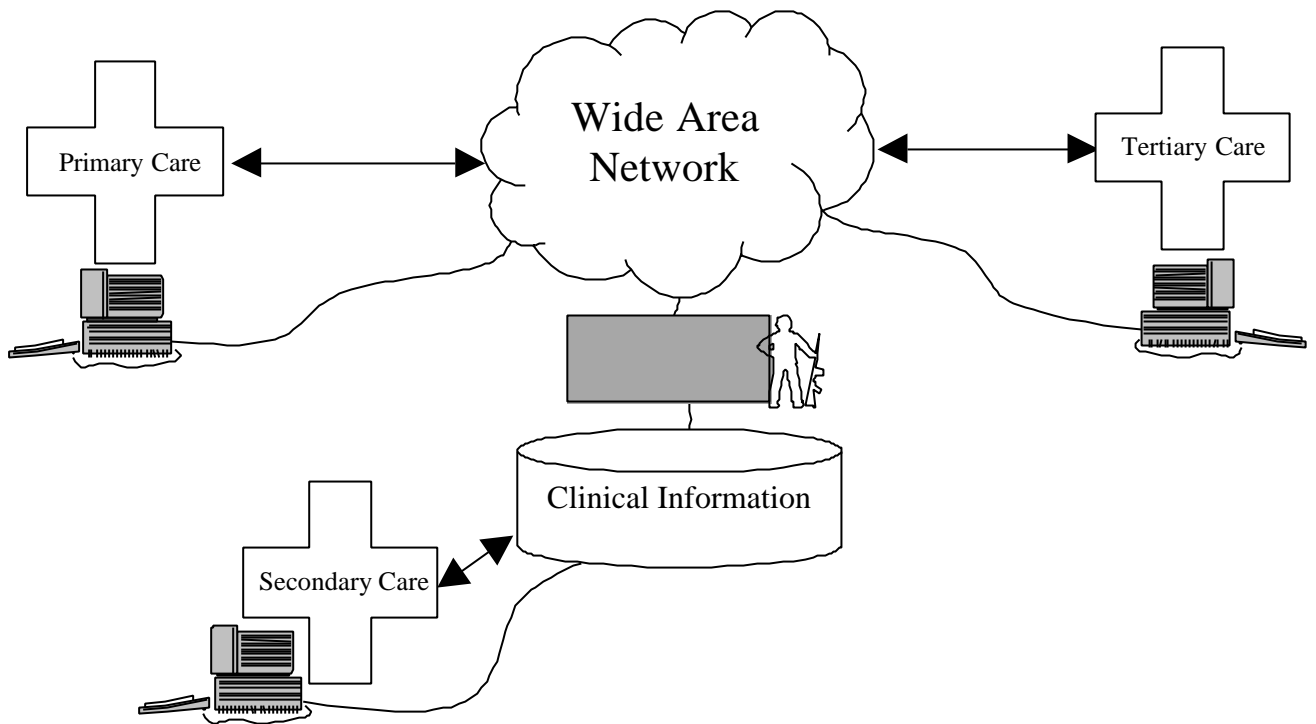 Wide Area
Network
Primary Care
Tertiary Care
Clinical Information
Secondary Care